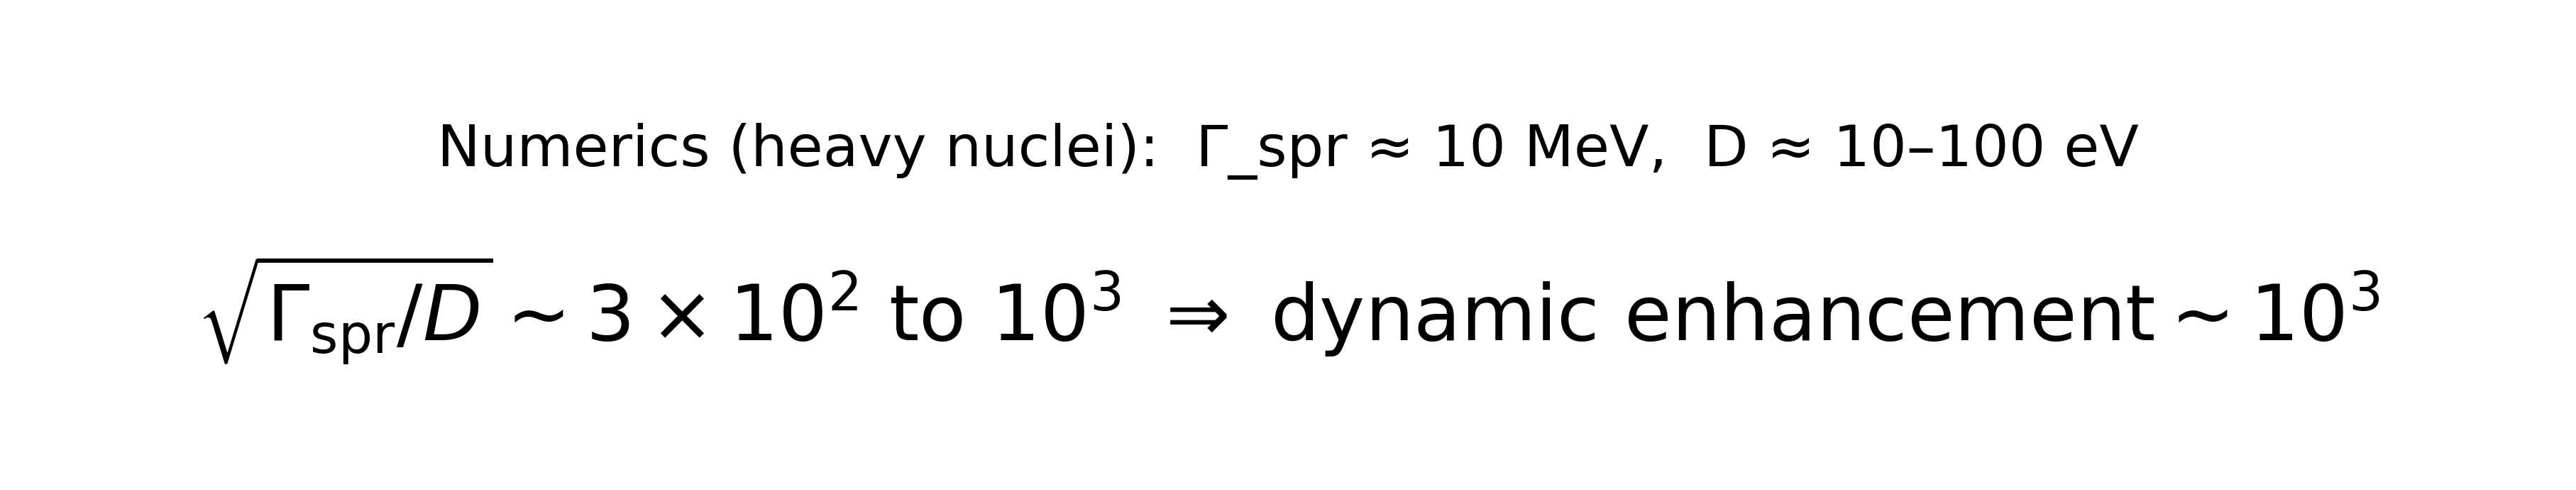 Numerics (heavy nuclei): Γ_spr ≈ 10 MeV, D ≈ 10–100 eV
√Γspr/D ~ 3 × 10² to 10³ ⇒ dynamic enhancement ~ 10³